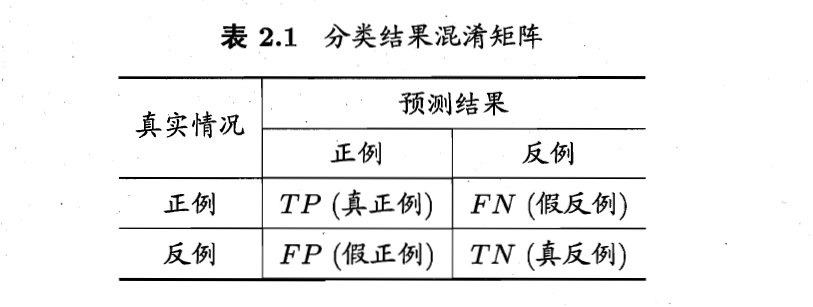 表 2.1 分类结果混淆矩阵
真实情况 预测结果
正例 反例
正例 TP (真正例) FN (假反例)
反例 FP (假正例) TN (真反例)